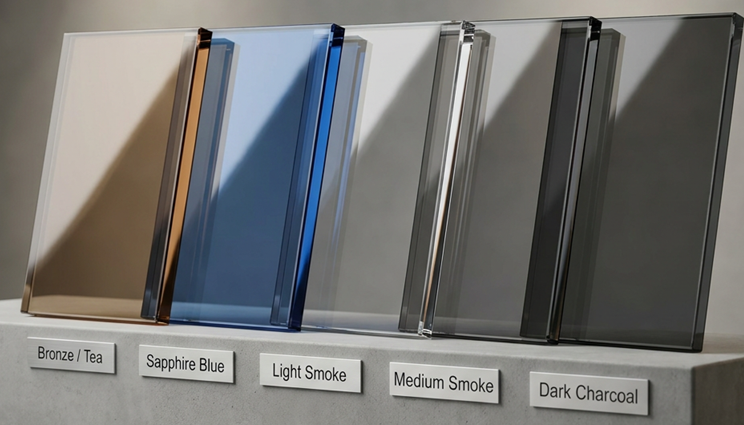 Bronze / Tea
Sapphire Blue
Light Smoke
Medium Smoke
Dark Charcoal